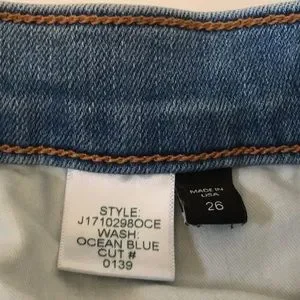 STYLE:
J1710298OCE
WASH:
OCEAN BLUE
CUT #
0139
MADE IN
USA
26